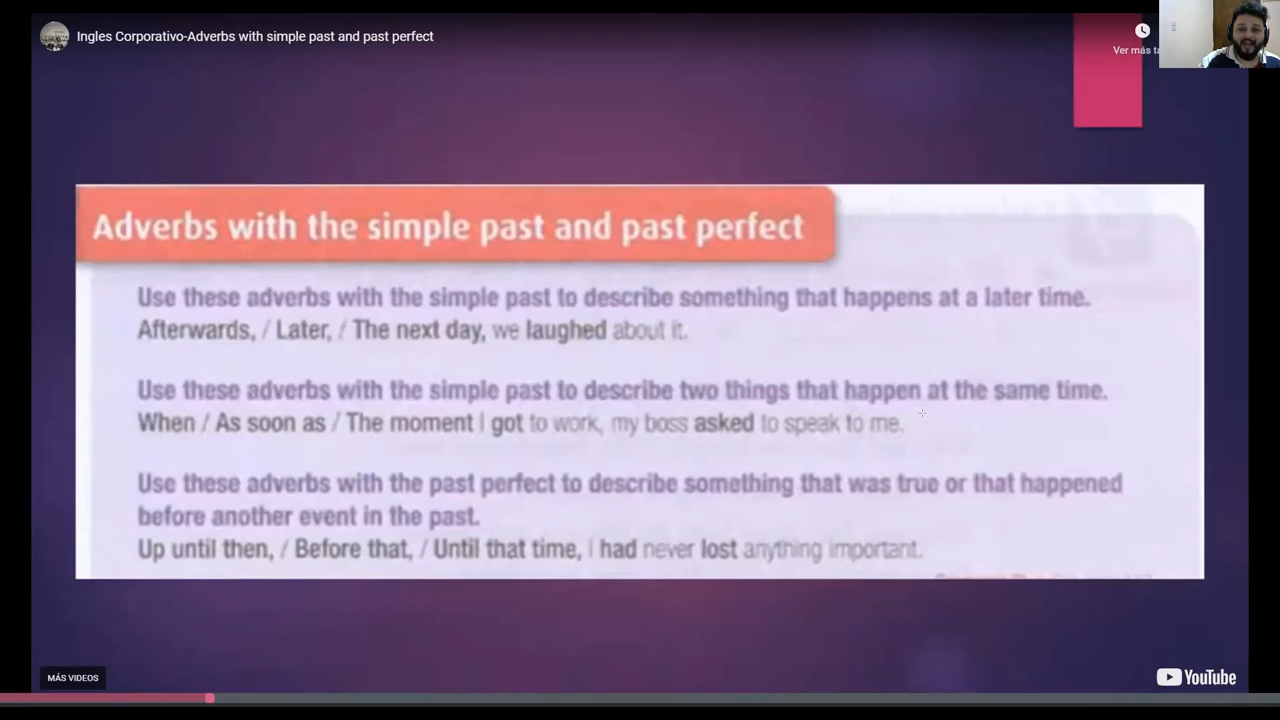 Ingles Corporativo-Adverbs with simple past and past perfect
Ver más
Adverbs with the simple past and past perfect
Use these adverbs with the simple past to describe something that happens at a later time.
Afterwards, / Later, / The next day, we laughed about it.
Use these adverbs with the simple past to describe two things that happen at the same time.
When / As soon as / The moment I got to work, my boss asked to speak to me.
Use these adverbs with the past perfect to describe something that was true or that happened
before another event in the past.
Up until then, / Before that, / Until that time, I had never lost anything important.
MÁS VIDEOS
YouTube